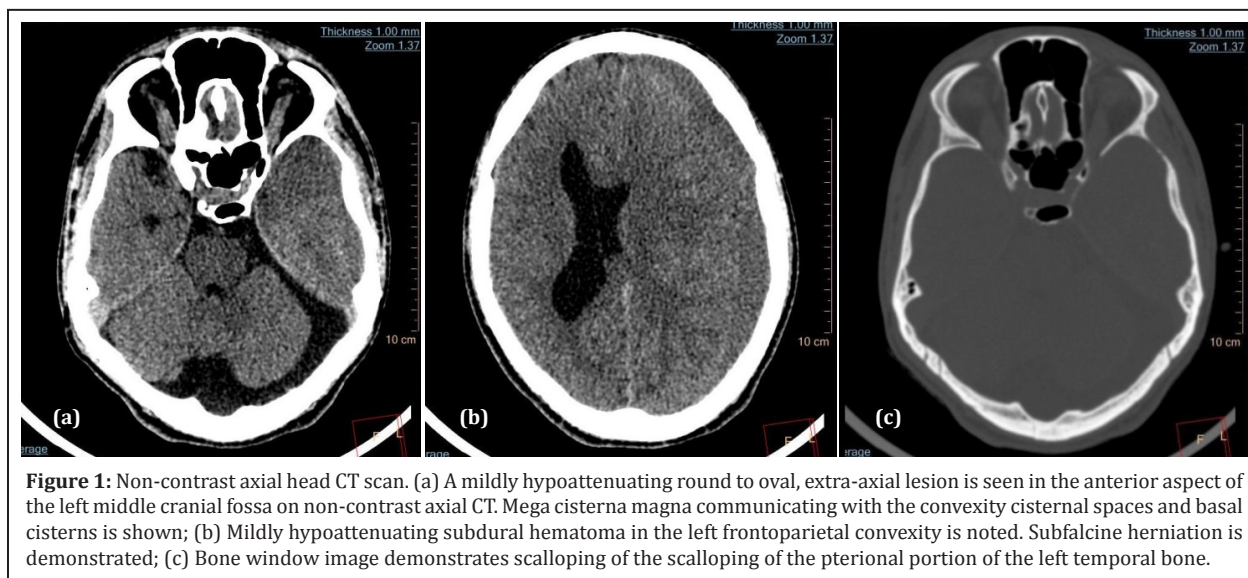 Thickness 1.00 mm
Zoom 1.37
10 cm
(a)
erage
F
L
Thickness 1.00 mm
Zoom 1.37
10 cm
(b)
erage
F
L
Thickness 1.00 mm
Zoom 1.37
10 cm
(c)
erage
F
L
Figure 1: Non-contrast axial head CT scan. (a) A mildly hypoattenuating round to oval, extra-axial lesion is seen in the anterior aspect of
the left middle cranial fossa on non-contrast axial CT. Mega cisterna magna communicating with the convexity cisternal spaces and basal
cisterns is shown; (b) Mildly hypoattenuating subdural hematoma in the left frontoparietal convexity is noted. Subfalcine herniation is
demonstrated; (c) Bone window image demonstrates scalloping of the scalloping of the pterional portion of the left temporal bone.